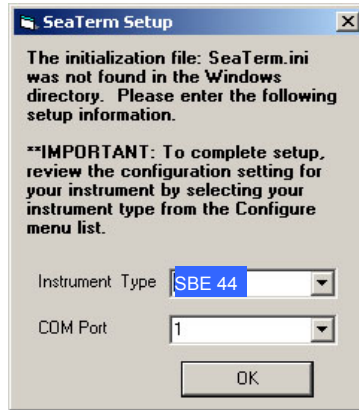 SeaTerm Setup
The initialization file: SeaTerm.ini
was not found in the Windows
directory. Please enter the following
setup information.
**IMPORTANT: To complete setup,
review the configuration setting for
your instrument by selecting your
instrument type from the Configure
menu list.
Instrument Type SBE 44
COM Port 1
OK